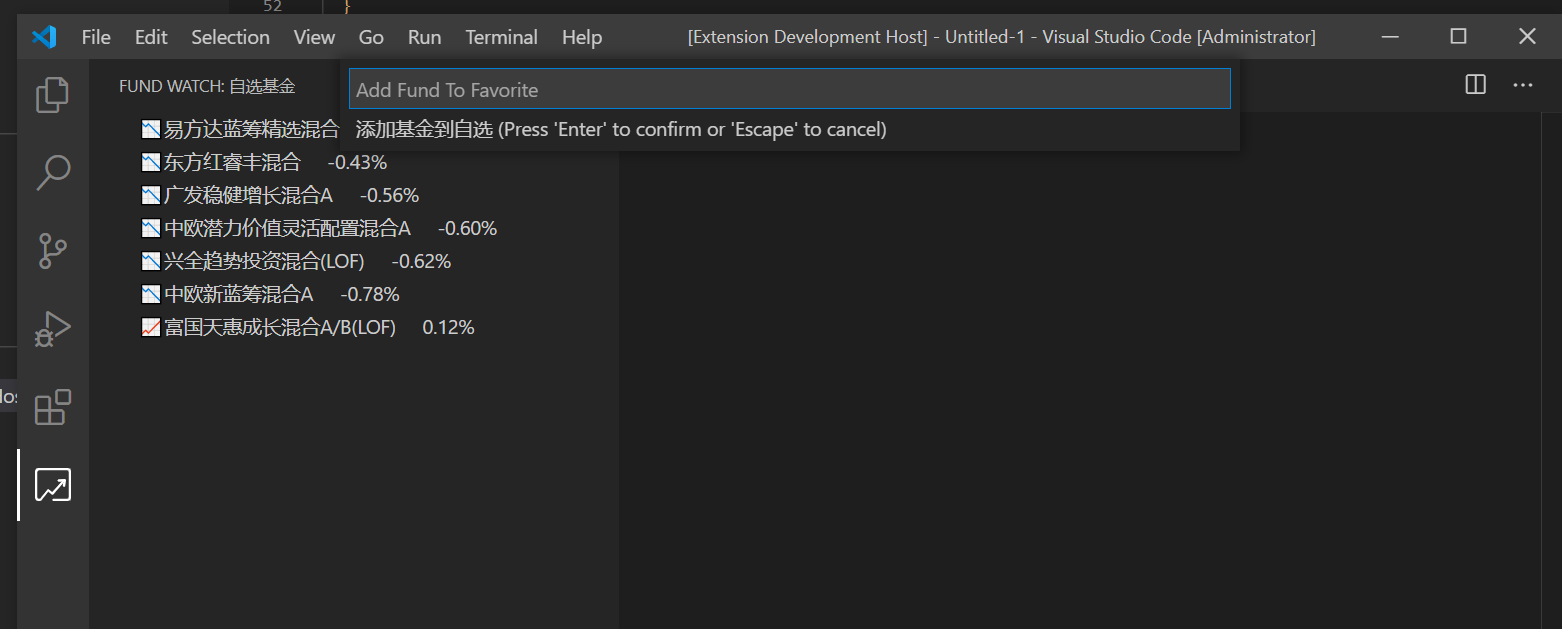 52 }
File Edit Selection View Go Run Terminal Help [Extension Development Host] - Untitled-1 - Visual Studio Code [Administrator]
FUND WATCH: 自选基金
Add Fund To Favorite
添加基金到自选 (Press 'Enter' to confirm or 'Escape' to cancel)
易方达蓝筹精选混合
东方红睿丰混合 -0.43%
广发稳健增长混合A -0.56%
中欧潜力价值灵活配置混合A -0.60%
兴全趋势投资混合(LOF) -0.62%
中欧新蓝筹混合A -0.78%
富国天惠成长混合A/B(LOF) 0.12%